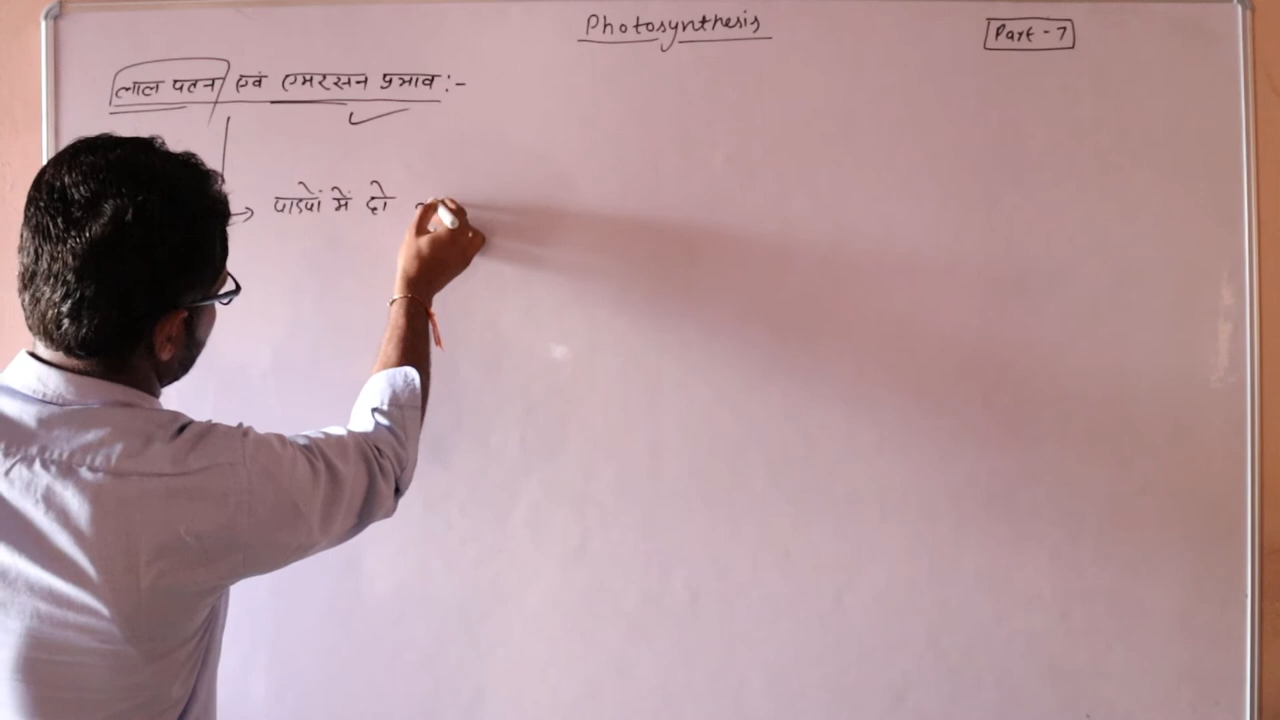 Photosynthesis
Part - 7
लाल पतन एवं एमरसन प्रभाव :-
→ पादपों में दो